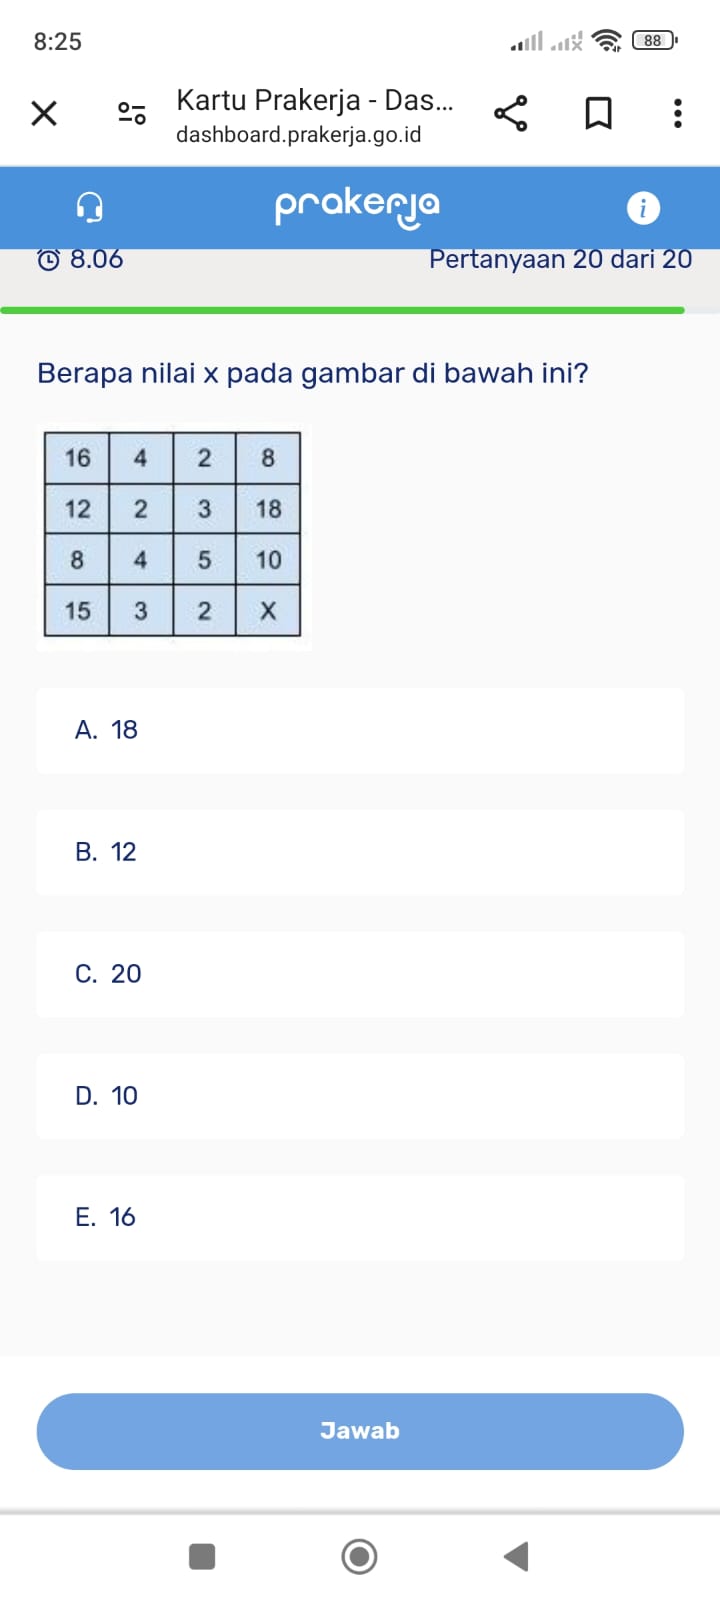 8:25
88
Kartu Prakerja - Das...
dashboard.prakerja.go.id
prakerja
i
8.06 Pertanyaan 20 dari 20
Berapa nilai x pada gambar di bawah ini?
16 4 2 8
12 2 3 18
8 4 5 10
15 3 2 X
A. 18
B. 12
C. 20
D. 10
E. 16
Jawab